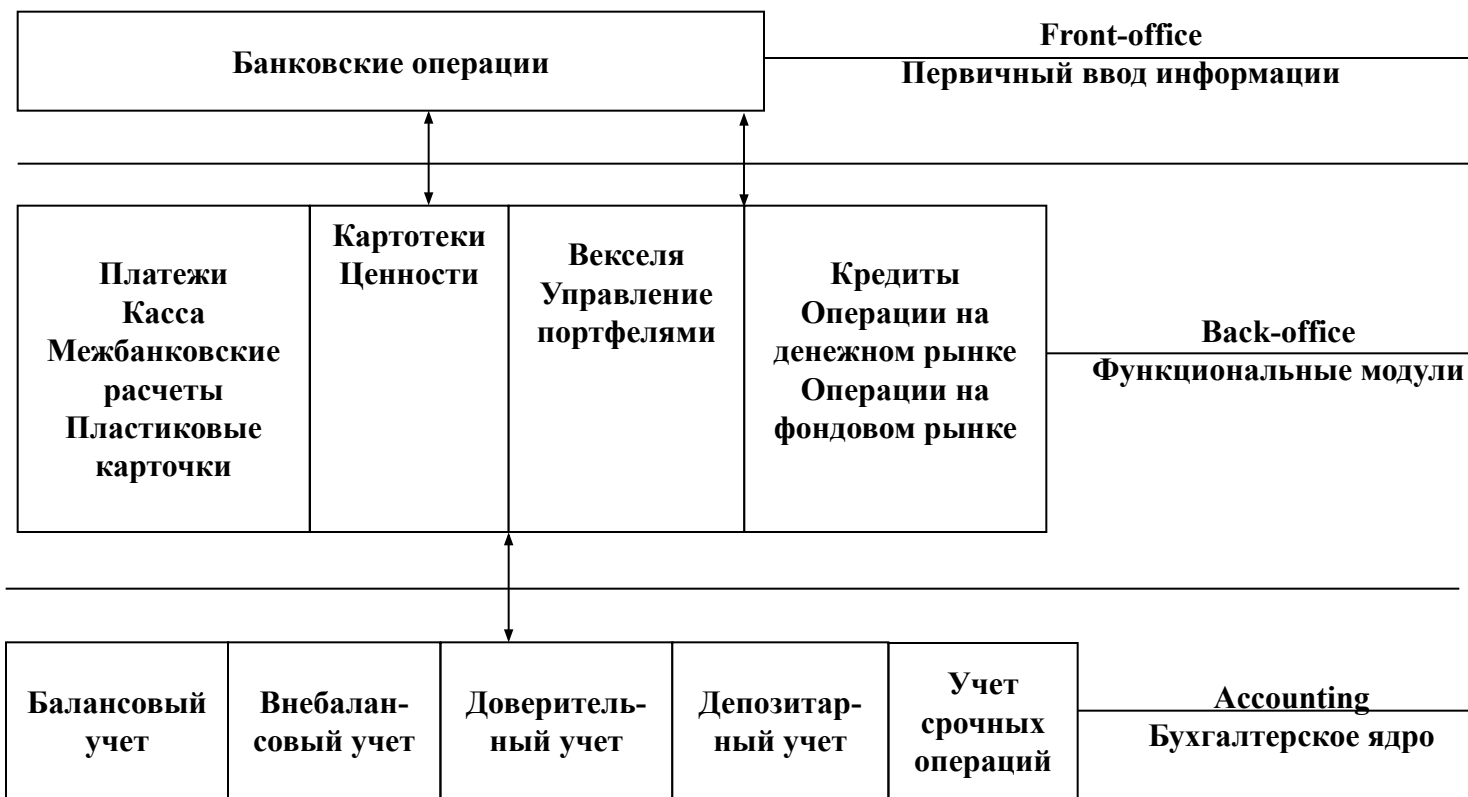 Банковские операции
Front-office
Первичный ввод информации
Платежи
Касса
Межбанковские
расчеты
Пластиковые
карточки
Картотеки
Ценности
Векселя
Управление
портфелями
Кредиты
Операции на
денежном рынке
Операции на
фондовом рынке
Back-office
Функциональные модули
Балансовый
учет
Внебалан-
совый учет
Доверитель-
ный учет
Депозитар-
ный учет
Учет
срочных
операций
Accounting
Бухгалтерское ядро